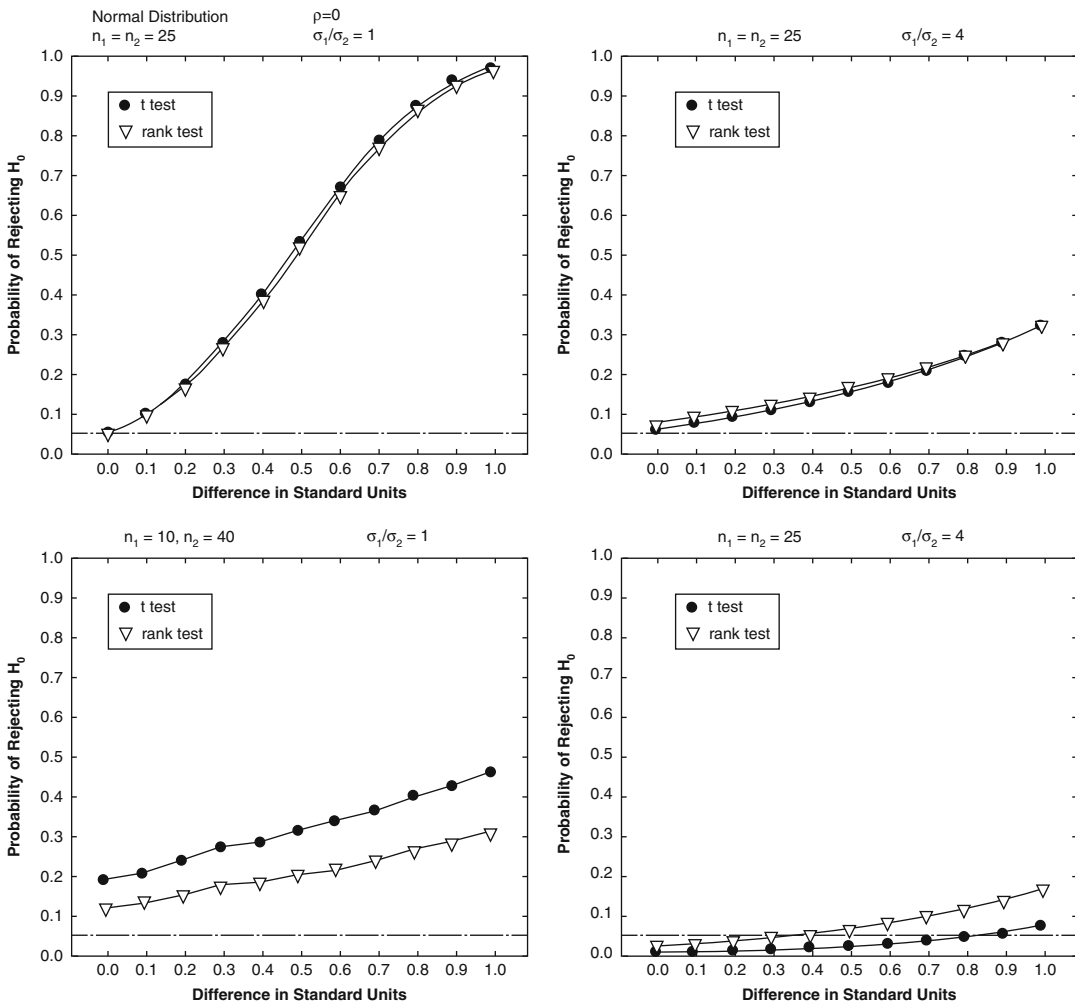 Normal Distribution ρ=0
n₁ = n₂ = 25 σ₁/σ₂ = 1
1.0
0.9
0.8
0.7
0.6
0.5
0.4
0.3
0.2
0.1
0.0
Probability of Rejecting H₀
t test
rank test
0.0 0.1 0.2 0.3 0.4 0.5 0.6 0.7 0.8 0.9 1.0
Difference in Standard Units
n₁ = n₂ = 25 σ₁/σ₂ = 4
1.0
0.9
0.8
0.7
0.6
0.5
0.4
0.3
0.2
0.1
0.0
Probability of Rejecting H₀
t test
rank test
0.0 0.1 0.2 0.3 0.4 0.5 0.6 0.7 0.8 0.9 1.0
Difference in Standard Units
n₁ = 10, n₂ = 40 σ₁/σ₂ = 1
1.0
0.9
0.8
0.7
0.6
0.5
0.4
0.3
0.2
0.1
0.0
Probability of Rejecting H₀
t test
rank test
0.0 0.1 0.2 0.3 0.4 0.5 0.6 0.7 0.8 0.9 1.0
Difference in Standard Units
n₁ = n₂ = 25 σ₁/σ₂ = 4
1.0
0.9
0.8
0.7
0.6
0.5
0.4
0.3
0.2
0.1
0.0
Probability of Rejecting H₀
t test
rank test
0.0 0.1 0.2 0.3 0.4 0.5 0.6 0.7 0.8 0.9 1.0
Difference in Standard Units